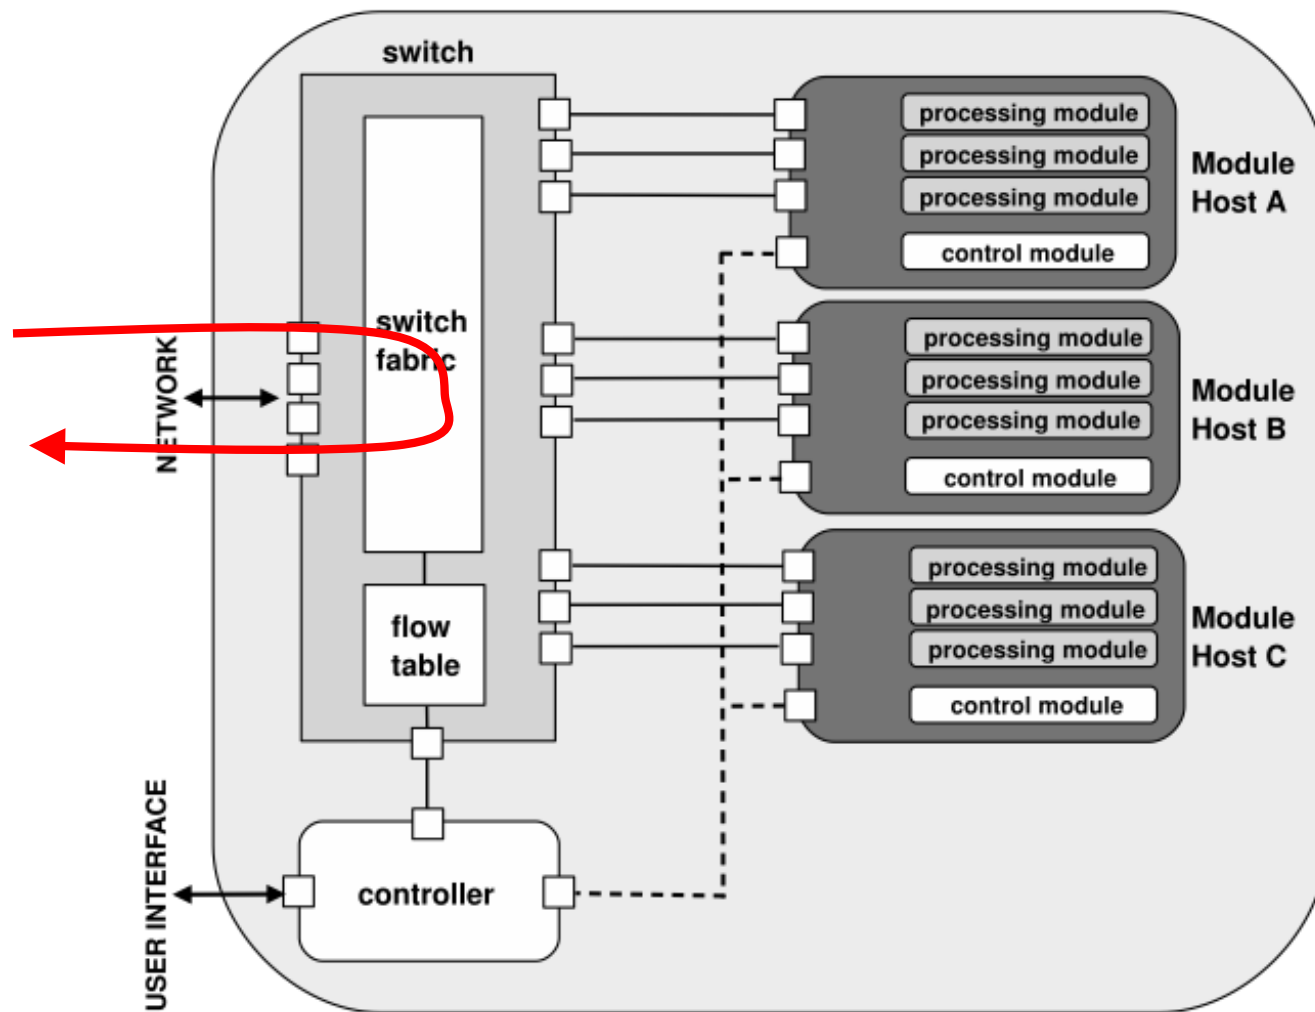 switch
switch
fabric
flow
table
controller
NETWORK
USER INTERFACE
processing module
processing module
processing module
control module
Module
Host A
processing module
processing module
processing module
control module
Module
Host B
processing module
processing module
processing module
control module
Module
Host C